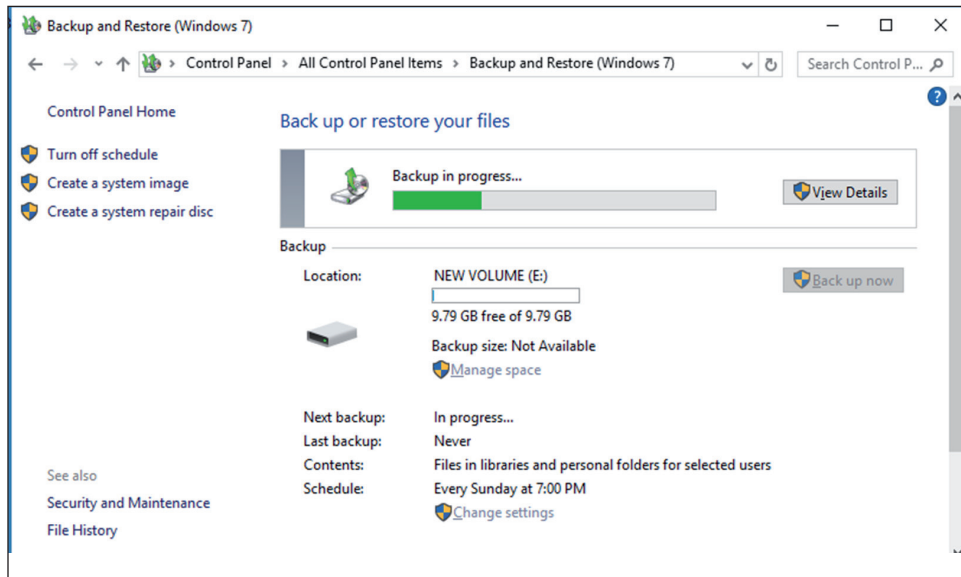 Backup and Restore (Windows 7)
Control Panel > All Control Panel Items > Backup and Restore (Windows 7)
Search Control P...
Control Panel Home
Turn off schedule
Create a system image
Create a system repair disc
See also
Security and Maintenance
File History
Back up or restore your files
Backup in progress...
View Details
Backup
Location: NEW VOLUME (E:)
Back up now
9.79 GB free of 9.79 GB
Backup size: Not Available
Manage space
Next backup: In progress...
Last backup: Never
Contents: Files in libraries and personal folders for selected users
Schedule: Every Sunday at 7:00 PM
Change settings